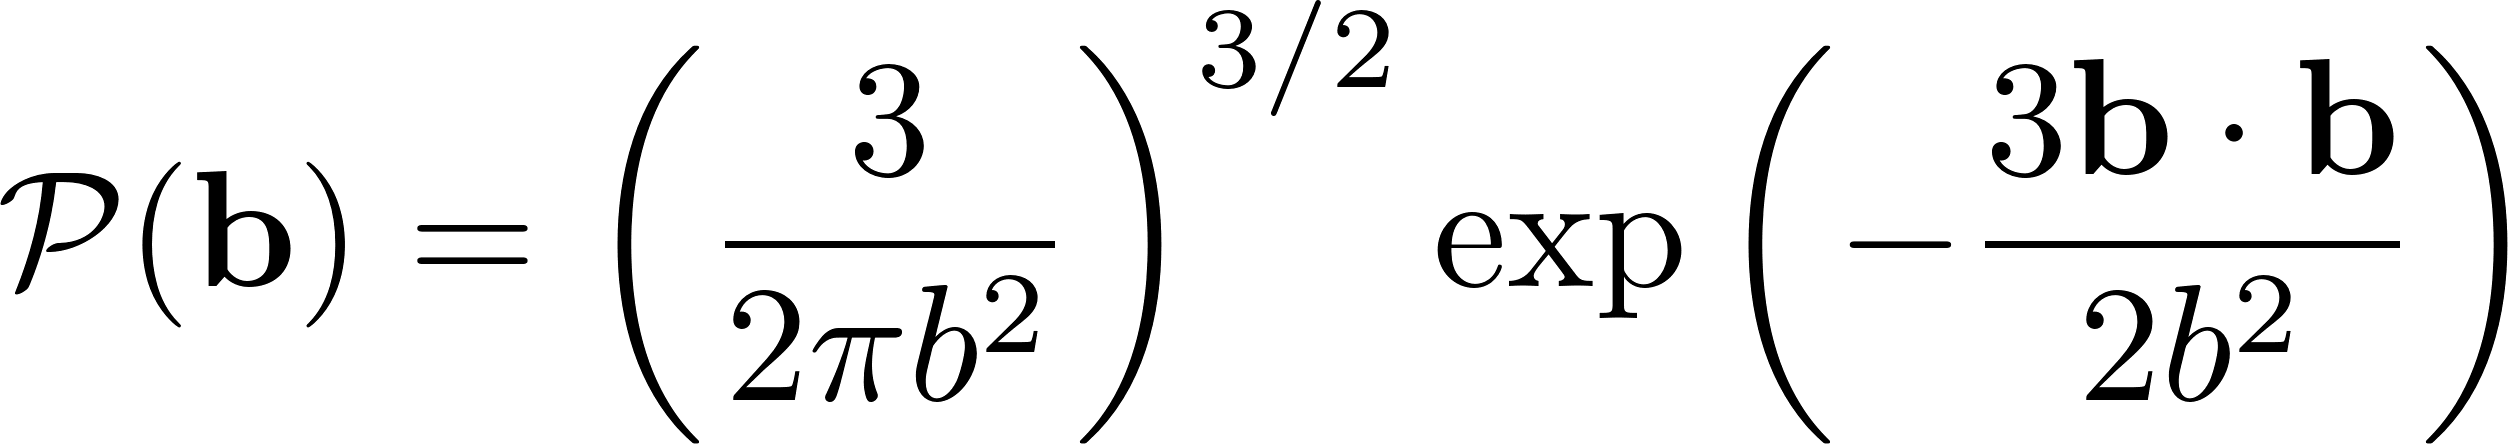 𝒫(𝐛) = (3/(2πb²))^{3/2} exp(−(3𝐛 · 𝐛)/(2b²))